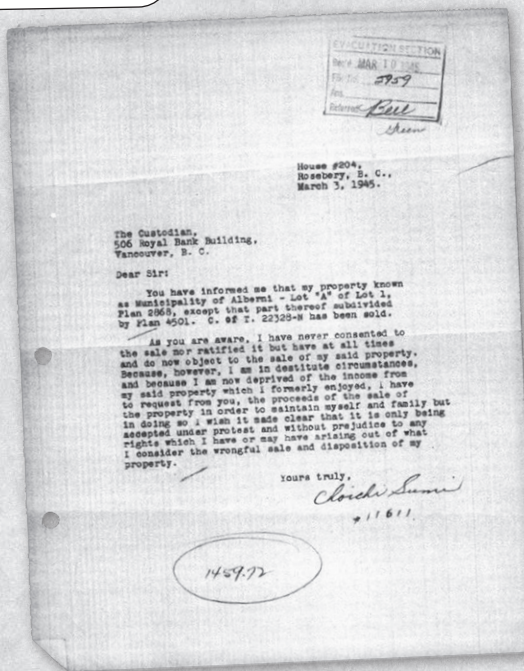 EVACUATION SECTION
Rec'd MAR 10 1945
File No. 5959
Ans.
Referred Bell
House #204,
Rosebery, B. C.,
March 3, 1945.
The Custodian,
506 Royal Bank Building,
Vancouver, B. C.
Dear Sir:
You have informed me that my property known
as Municipality of Alberni - Lot "A" of Lot 1,
Plan 2868, except that part thereof subdivided
by Plan 4501. C. of T. 22328-N has been sold.
As you are aware, I have never consented to
the sale nor ratified it but have at all times
and do now object to the sale of my said property.
Because, however, I am in destitute circumstances,
and because I am now deprived of the income from
my said property which I formerly enjoyed, I have
to request from you, the proceeds of the sale of
the property in order to maintain myself and family but
in doing so I wish it made clear that it is only being
accepted under protest and without prejudice to any
rights which I have or may have arising out of what
I consider the wrongful sale and disposition of my
property.
Yours truly,
Choichi Sumi
#11611
1459.72